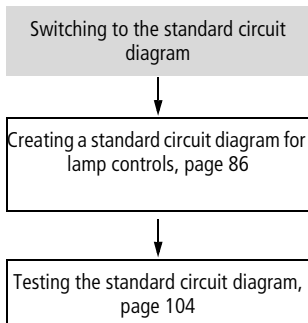 Switching to the standard circuit
diagram
Creating a standard circuit diagram for
lamp controls, page 86
Testing the standard circuit diagram,
page 104